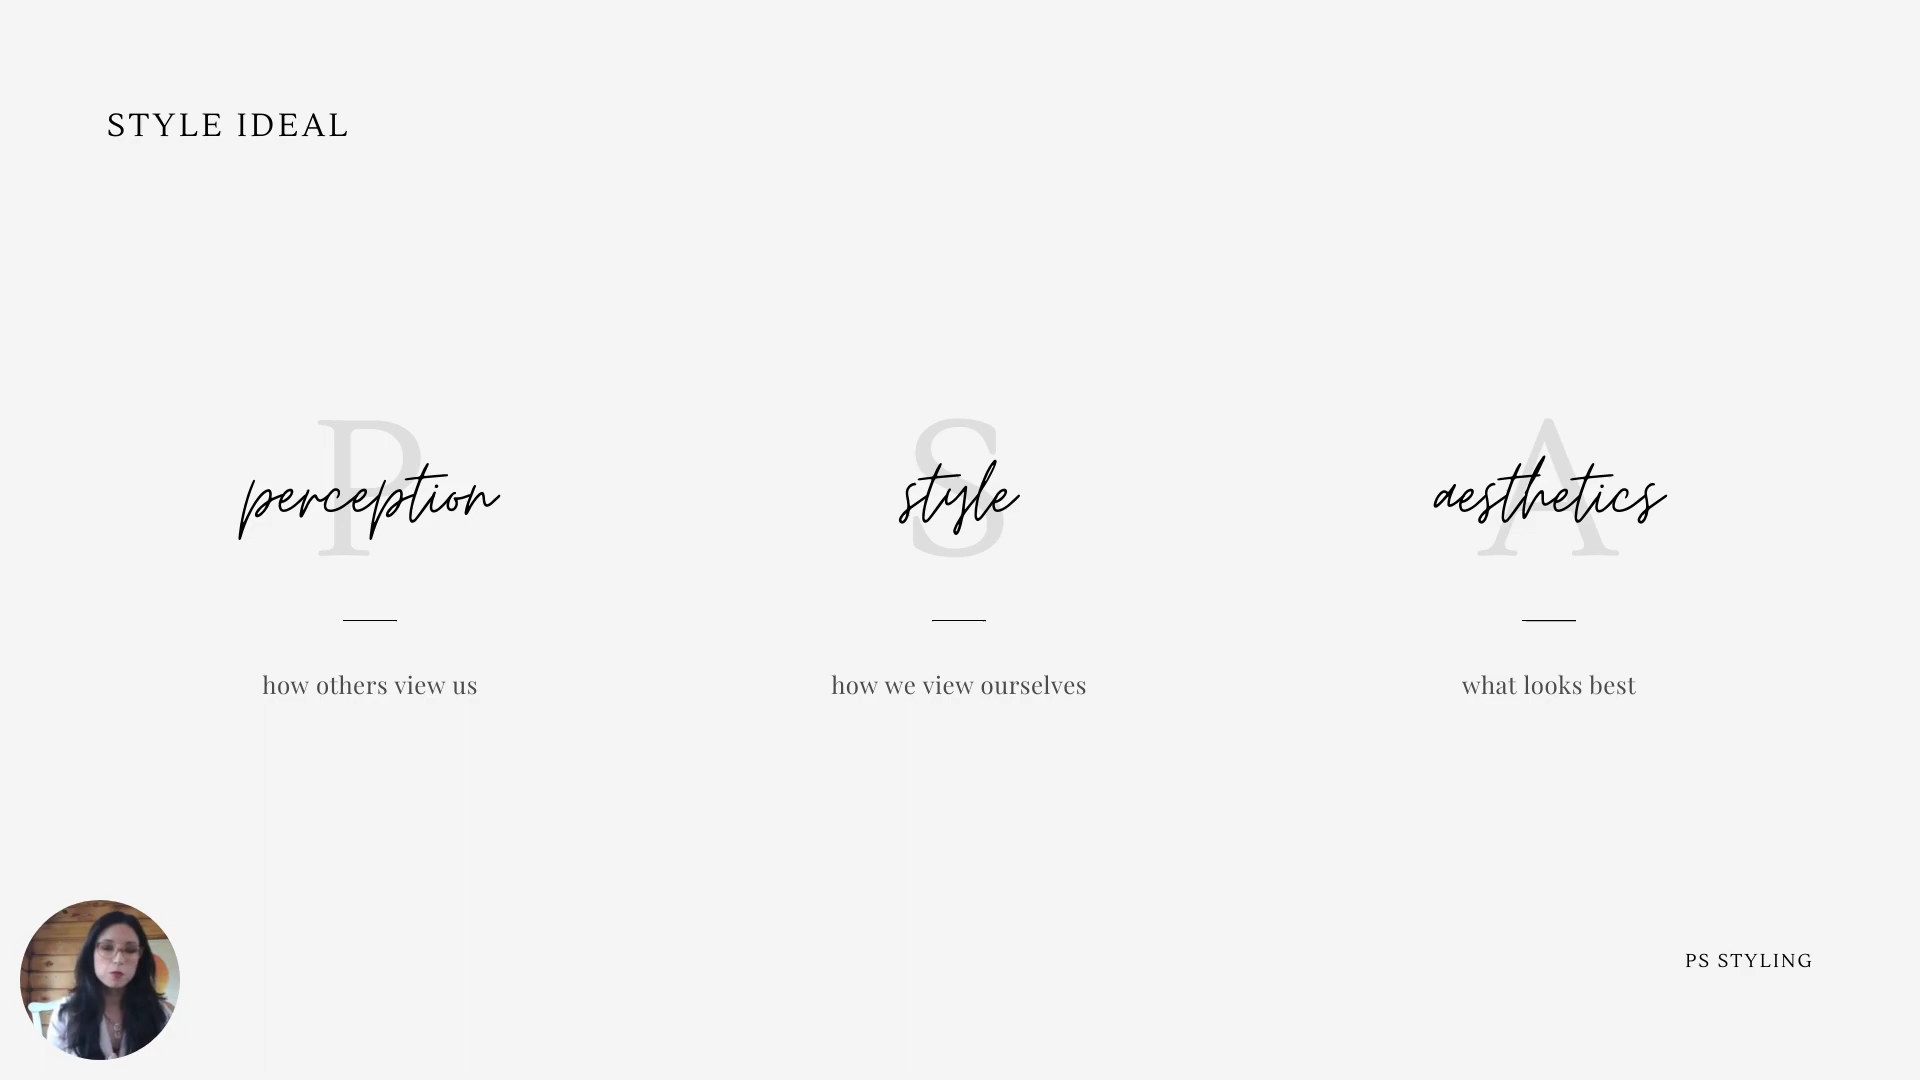 STYLE IDEAL
P
perception
how others view us
S
style
how we view ourselves
A
aesthetics
what looks best
PS STYLING